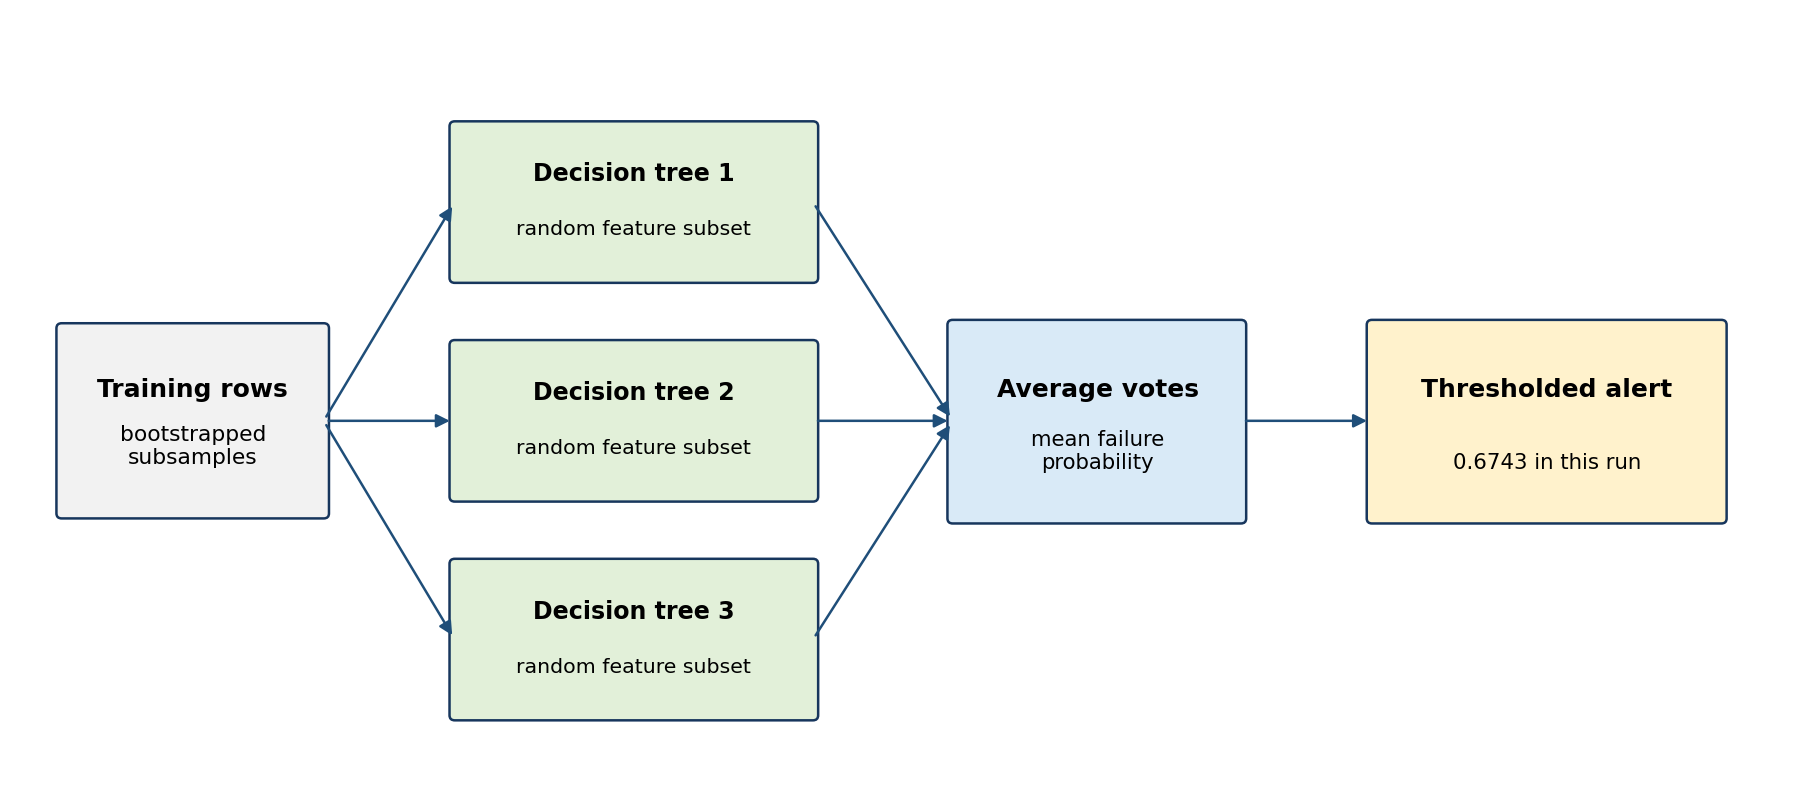 Training rows
bootstrapped
subsamples
Decision tree 1
random feature subset
Decision tree 2
random feature subset
Decision tree 3
random feature subset
Average votes
mean failure
probability
Thresholded alert
0.6743 in this run